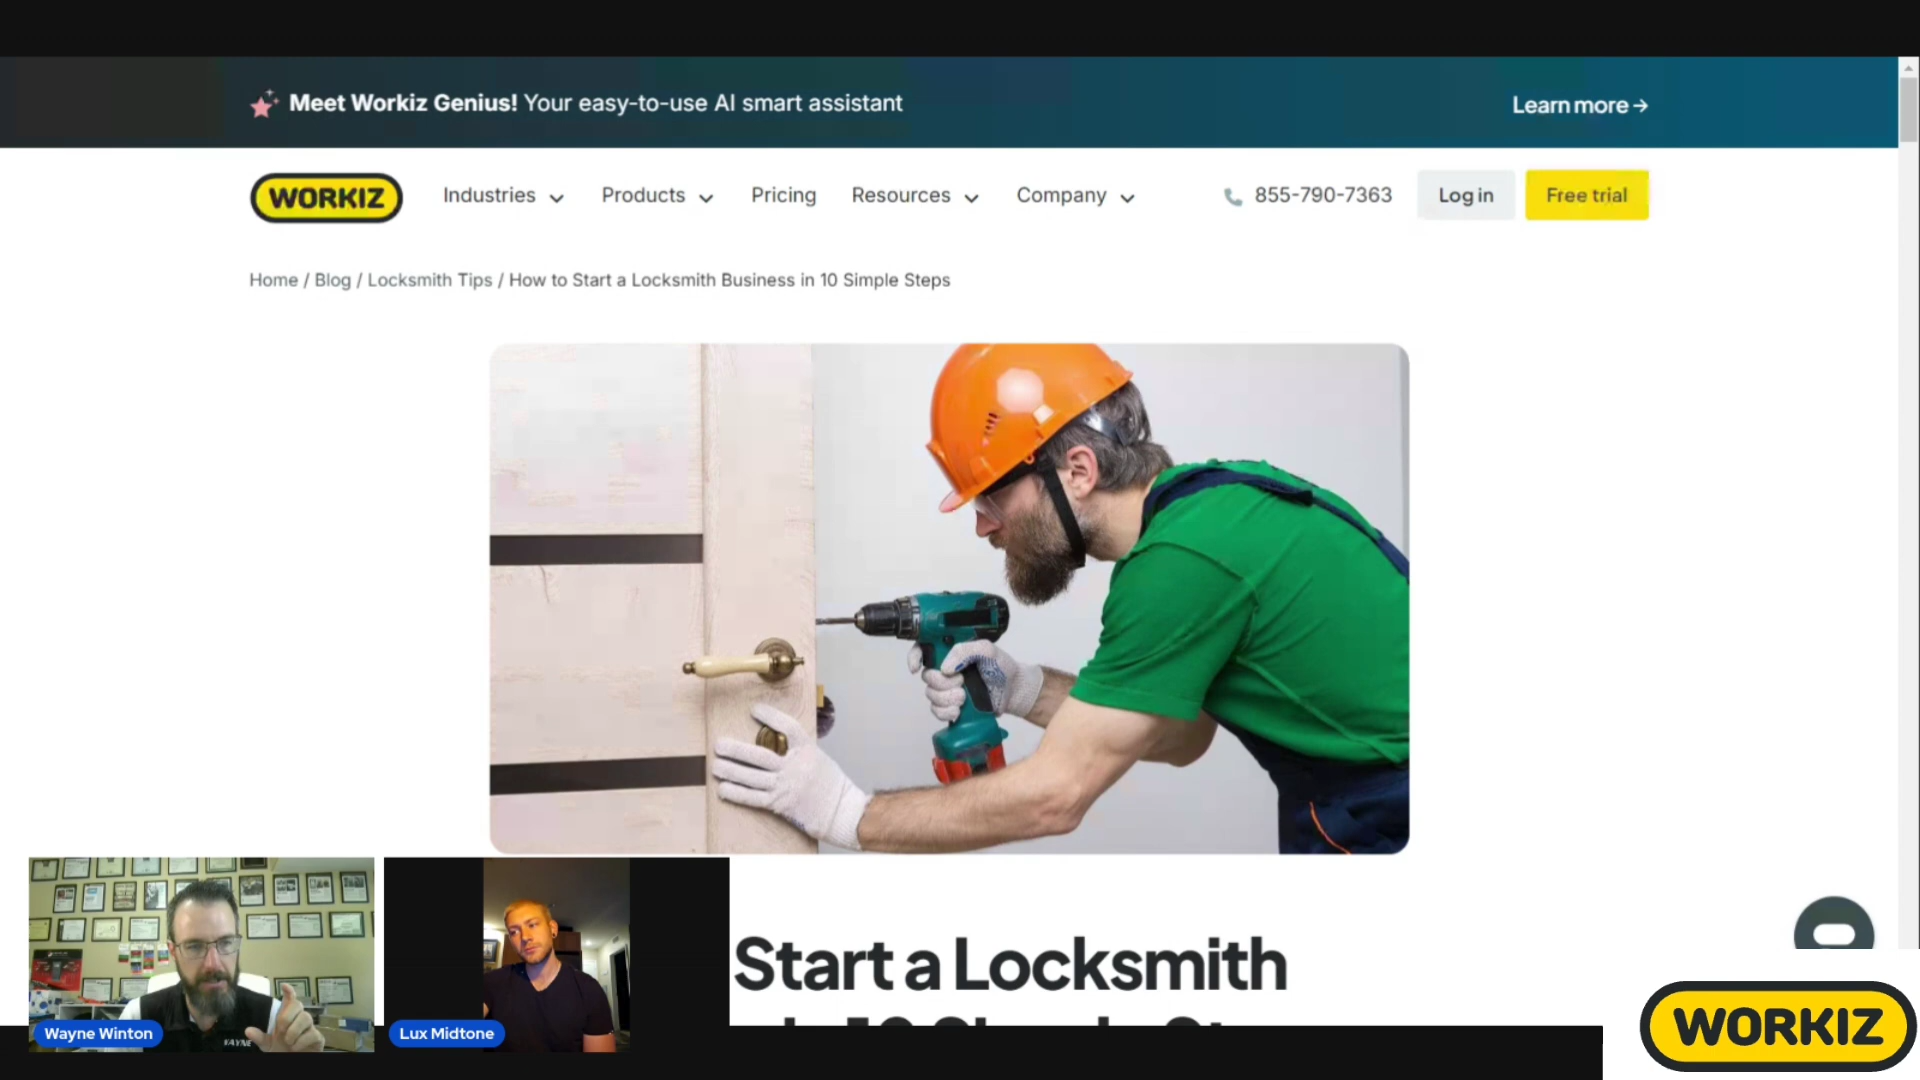 Meet Workiz Genius! Your easy-to-use AI smart assistant
Learn more →
WORKIZ
Industries
Products
Pricing
Resources
Company
855-790-7363
Log in
Free trial
Home / Blog / Locksmith Tips / How to Start a Locksmith Business in 10 Simple Steps
Start a Locksmith
WAYNE
Wayne Winton
Lux Midtone
WORKIZ